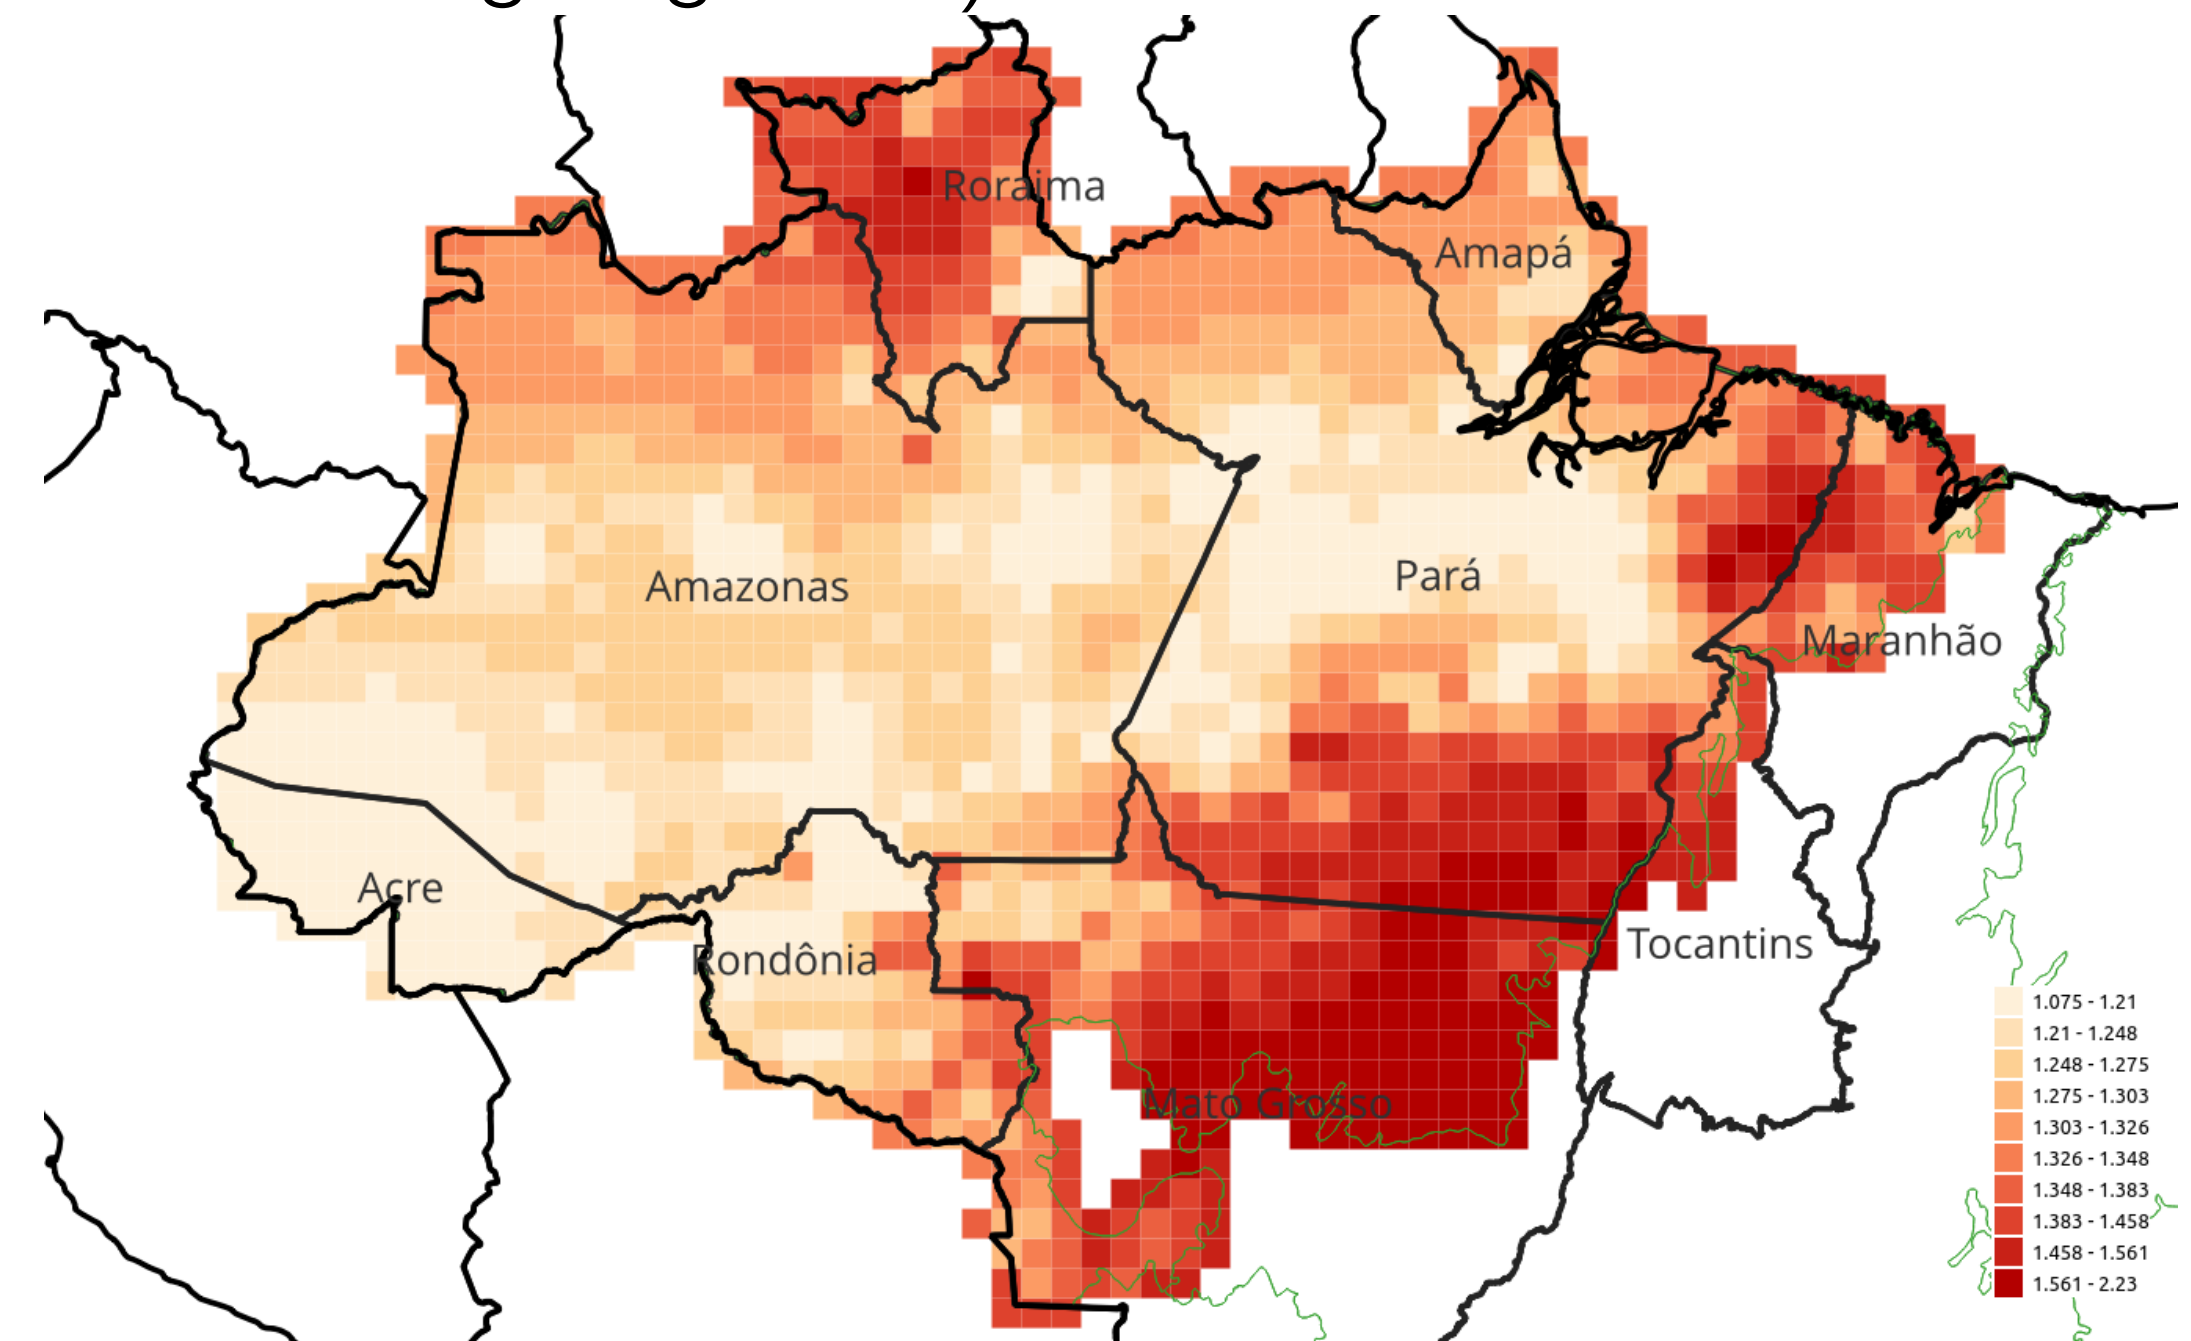 Roraima
Amapá
Amazonas
Pará
Maranhão
Acre
Rondônia
Tocantins
Mato Grosso
1.075 - 1.21
1.21 - 1.248
1.248 - 1.275
1.275 - 1.303
1.303 - 1.326
1.326 - 1.348
1.348 - 1.383
1.383 - 1.458
1.458 - 1.561
1.561 - 2.23